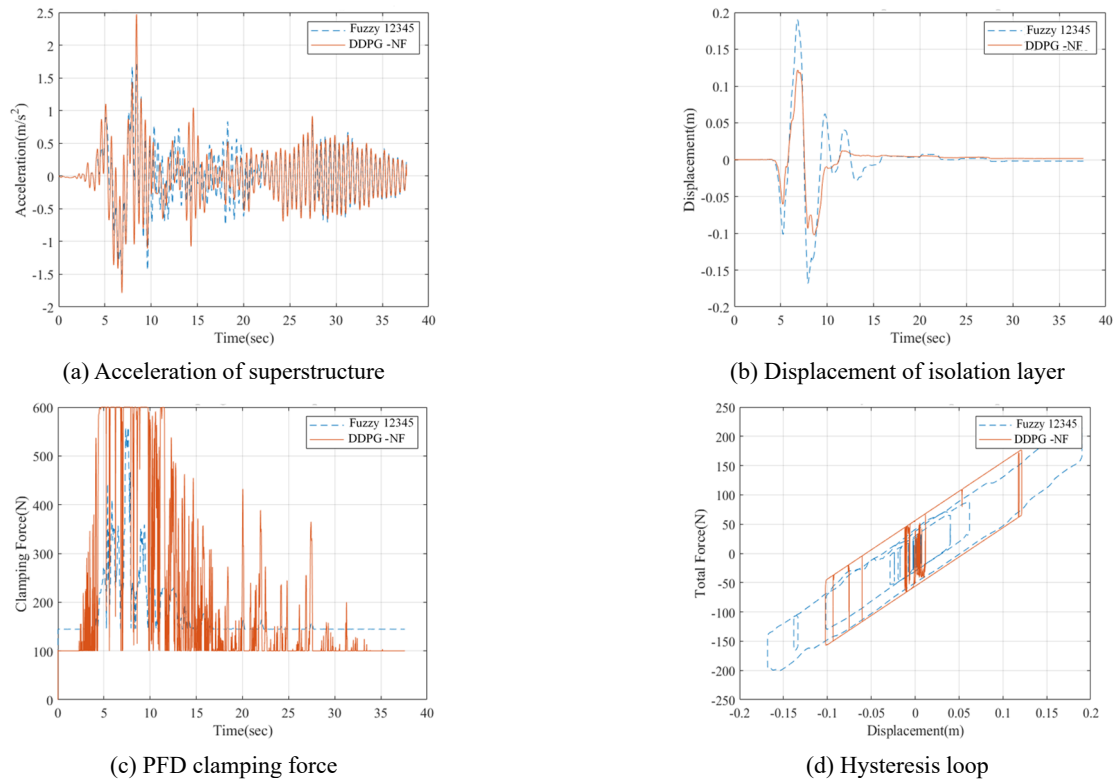 2.5
2
1.5
1
0.5
0
-0.5
-1
-1.5
-2
Acceleration(m/s²)
0 5 10 15 20 25 30 35 40
Time(sec)
Fuzzy 12345
DDPG -NF
(a) Acceleration of superstructure
0.2
0.15
0.1
0.05
0
-0.05
-0.1
-0.15
-0.2
Displacement(m)
0 5 10 15 20 25 30 35 40
Time(sec)
Fuzzy 12345
DDPG -NF
(b) Displacement of isolation layer
600
500
400
300
200
100
0
Clamping Force(N)
0 5 10 15 20 25 30 35 40
Time(sec)
Fuzzy 12345
DDPG -NF
(c) PFD clamping force
250
200
150
100
50
0
-50
-100
-150
-200
-250
Total Force(N)
-0.2 -0.15 -0.1 -0.05 0 0.05 0.1 0.15 0.2
Displacement(m)
Fuzzy 12345
DDPG -NF
(d) Hysteresis loop